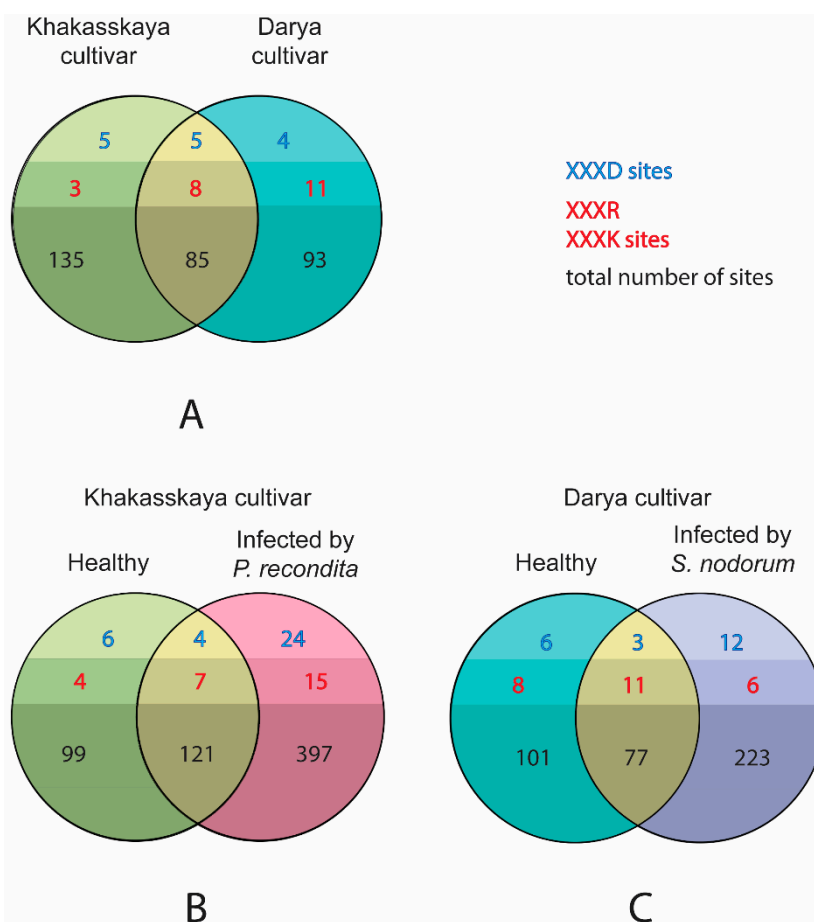 Khakasskaya
cultivar
Darya
cultivar
5
5
4
3
8
11
135
85
93
XXXD sites
XXXR
XXXK sites
total number of sites
A
Khakasskaya cultivar
Healthy
Infected by
P. recondita
6
4
24
4
7
15
99
121
397
B
Darya cultivar
Healthy
Infected by
S. nodorum
6
3
12
8
11
6
101
77
223
C